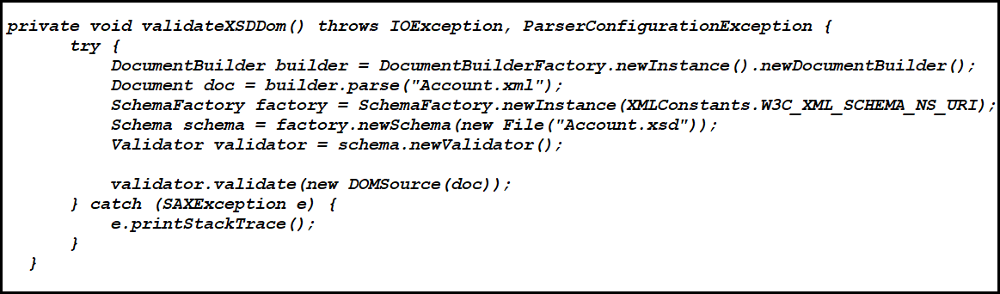 private void validateXSDDom() throws IOException, ParserConfigurationException {
try {
DocumentBuilder builder = DocumentBuilderFactory.newInstance().newDocumentBuilder();
Document doc = builder.parse("Account.xml");
SchemaFactory factory = SchemaFactory.newInstance(XMLConstants.W3C_XML_SCHEMA_NS_URI);
Schema schema = factory.newSchema(new File("Account.xsd"));
Validator validator = schema.newValidator();
validator.validate(new DOMSource(doc));
} catch (SAXException e) {
e.printStackTrace();
}
}